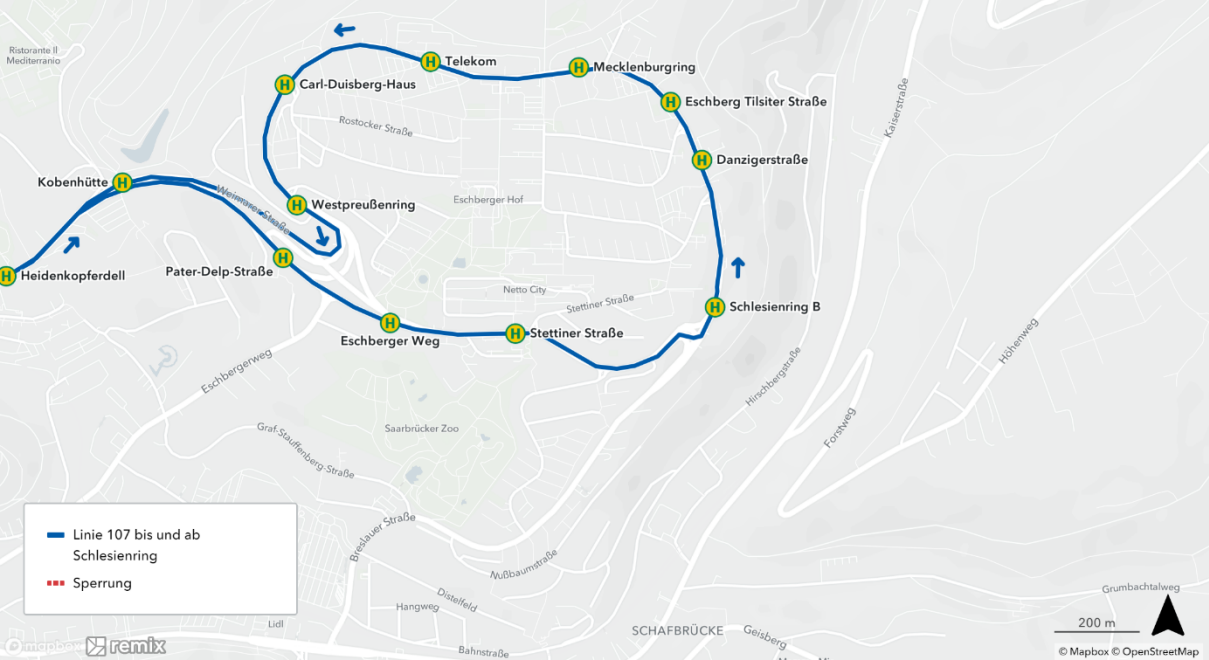 Ristorante Il
Mediterranio
Telekom
Mecklenburgring
Carl-Duisberg-Haus
Eschberg Tilsiter Straße
Rostocker Straße
Kaiserstraße
Danzigerstraße
Kobenhütte
Weimarer Straße
Eschberger Hof
Westpreußenring
Heidenkopferdell
Pater-Delp-Straße
Netto City
Stettiner Straße
Schlesienring B
Eschberger Weg
Stettiner Straße
Höhenweg
Eschbergerweg
Hirschbergstraße
Saarbrücker Zoo
Forstweg
Graf-Stauffenberg-Straße
Linie 107 bis und ab
Schlesienring
Sperrung
Breslauer Straße
Nußbaumstraße
Grumbachtalweg
Distelfeld
Hangweg
Lidl
SCHAFBRÜCKE
Geisberg
200 m
Bahnstraße
mapbox
remix
© Mapbox © OpenStreetMap